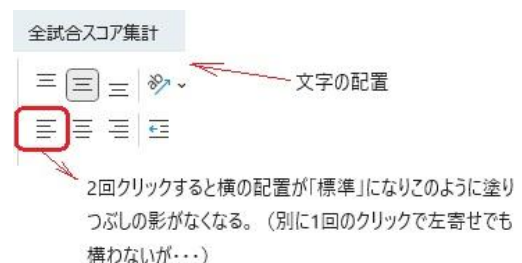 全試合スコア集計
文字の配置
2回クリックすると横の配置が「標準」になりこのように塗り
つぶしの影がなくなる。（別に1回のクリックで左寄せでも
構わないが・・・）